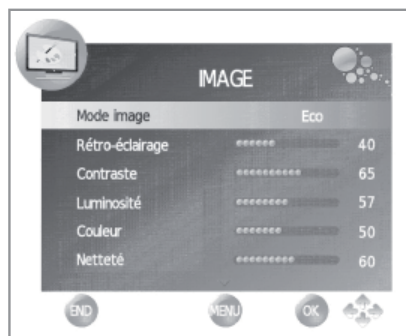 IMAGE
Mode image Eco
Rétro-éclairage 40
Contraste 65
Luminosité 57
Couleur 50
Netteté 60
END MENU OK